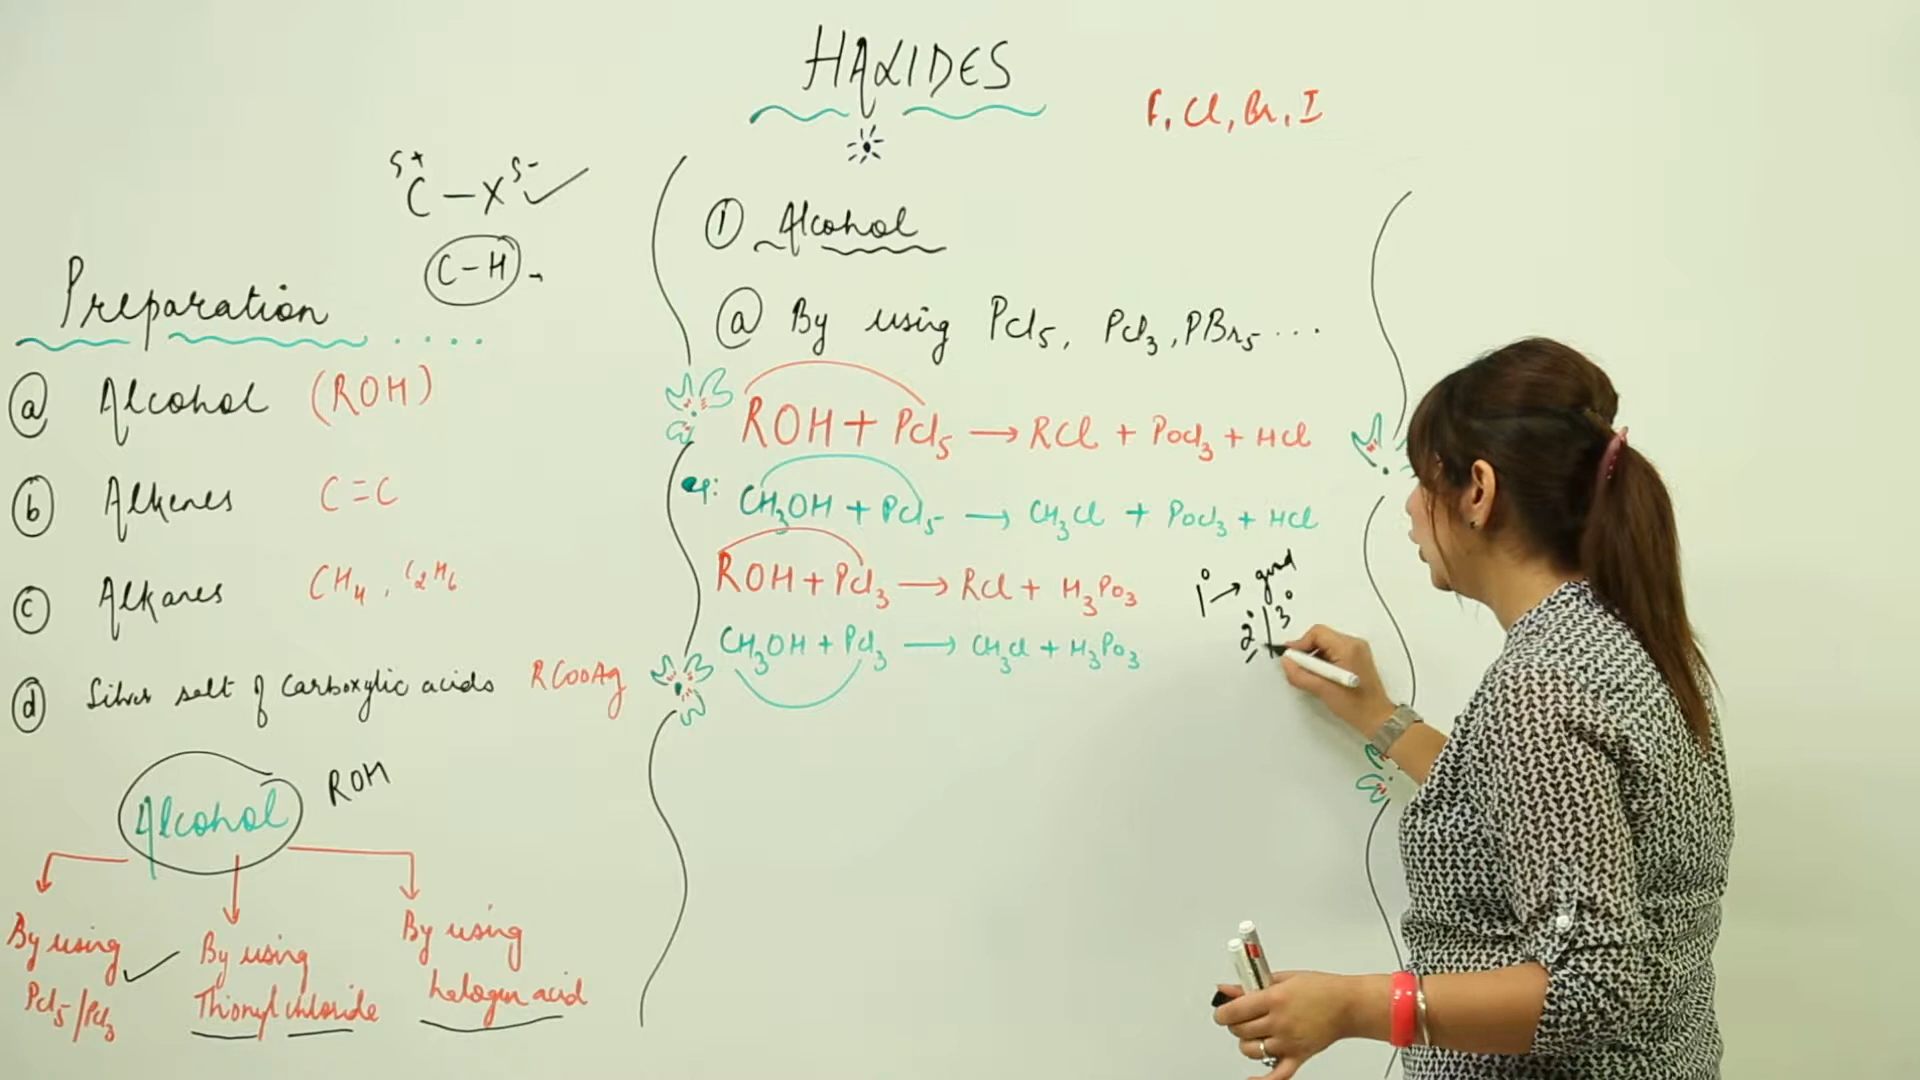 HALIDES
F, Cl, Br, I
δ+ C — X δ-
C-H
Preparation ....
(a) Alcohol (ROH)
(b) Alkenes C=C
(c) Alkanes CH4, C2H6
(d) Silver salt of Carboxylic acids RCOOAg
Alcohol ROH
By using PCl5/PCl3
By using Thionyl chloride
By using halogen acid
(1) Alcohol
(a) By using PCl5, PCl3, PBr5 ...
ROH + PCl5 → RCl + POCl3 + HCl
eg: CH3OH + PCl5 → CH3Cl + POCl3 + HCl
ROH + PCl3 → RCl + H3PO3
CH3OH + PCl3 → CH3Cl + H3PO3
1° → good
2° | 3°